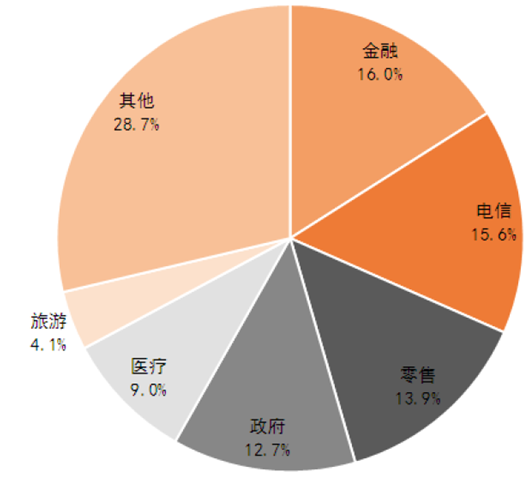 金融
16.0%
电信
15.6%
零售
13.9%
政府
12.7%
医疗
9.0%
旅游
4.1%
其他
28.7%